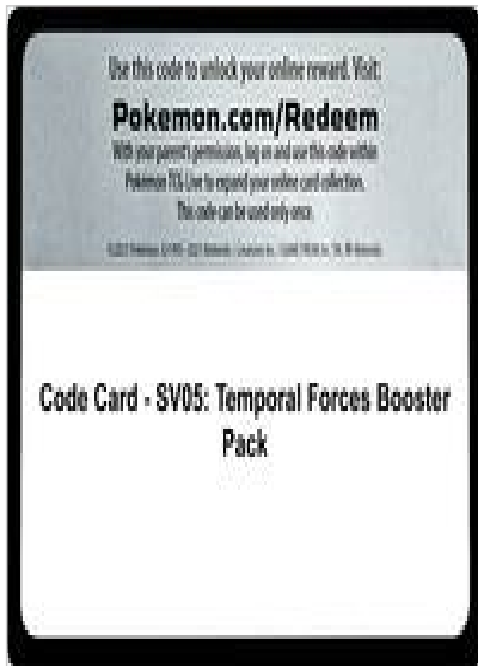 Use this code to unlock your online reward. Visit:
Pokemon.com/Redeem
With your parent's permission, log on and use this code within
Pokémon TCG Live to expand your online card collection.
This code can be used only once.
Code Card - SV05: Temporal Forces Booster
Pack